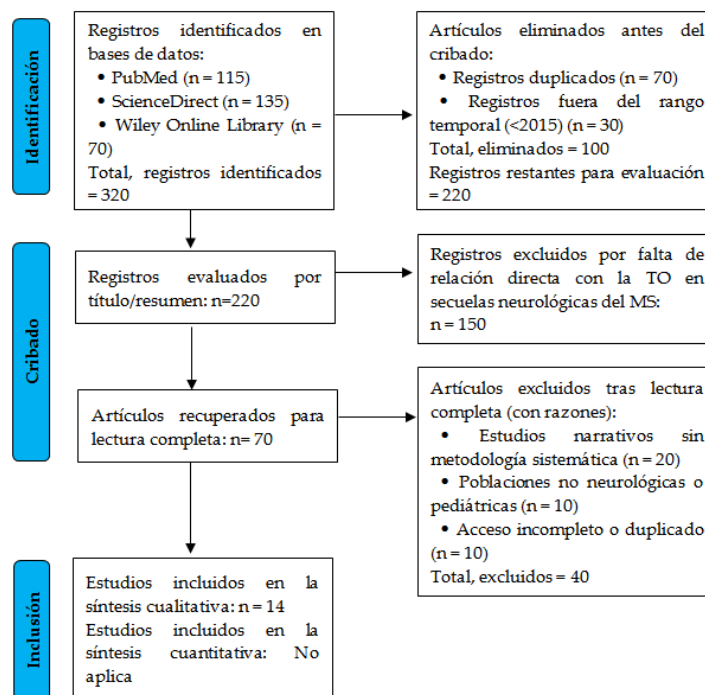 Identificación
Registros identificados en
bases de datos:
• PubMed (n = 115)
• ScienceDirect (n = 135)
• Wiley Online Library (n =
70)
Total, registros identificados
= 320
Artículos eliminados antes del
cribado:
• Registros duplicados (n = 70)
• Registros fuera del rango
temporal (<2015) (n = 30)
Total, eliminados = 100
Registros restantes para evaluación
= 220
Cribado
Registros evaluados por
título/resumen: n=220
Registros excluidos por falta de
relación directa con la TO en
secuelas neurológicas del MS:
n = 150
Artículos recuperados para
lectura completa: n= 70
Artículos excluidos tras lectura
completa (con razones):
• Estudios narrativos sin
metodología sistemática (n = 20)
• Poblaciones no neurológicas o
pediátricas (n = 10)
• Acceso incompleto o duplicado
(n = 10)
Total, excluidos = 40
Inclusión
Estudios incluidos en la
síntesis cualitativa: n = 14
Estudios incluidos en la
síntesis cuantitativa: No
aplica